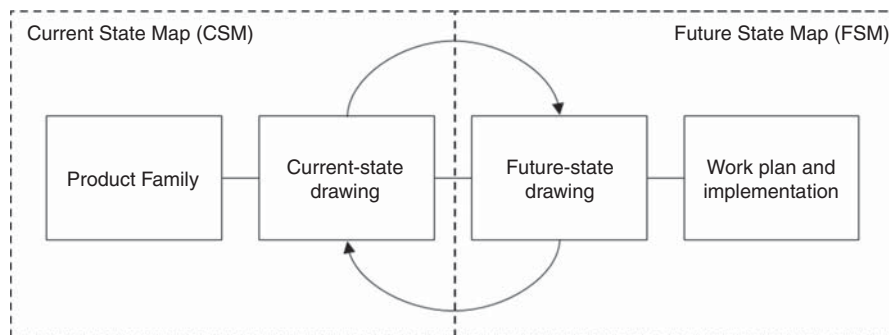 Current State Map (CSM)
Future State Map (FSM)
Product Family
Current-state
drawing
Future-state
drawing
Work plan and
implementation